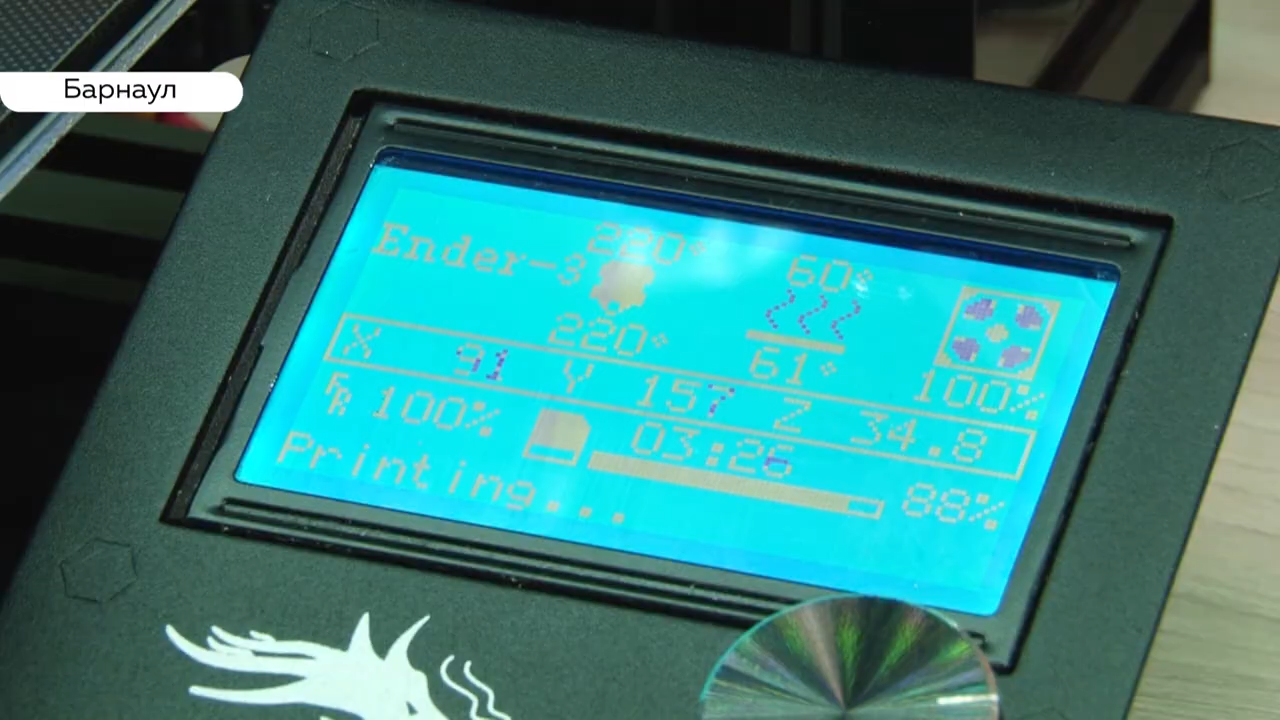 Барнаул
220°
Ender-3
60°
220°
61°
100%
X 91 Y 157 Z 34.8
FR 100%
03:26
88%
Printing...